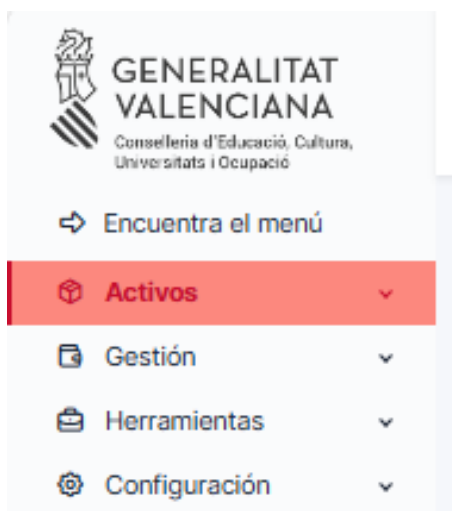 GENERALITAT
VALENCIANA
Conselleria d'Educació, Cultura,
Universitats i Ocupació
Encuentra el menú
Activos
Gestión
Herramientas
Configuración